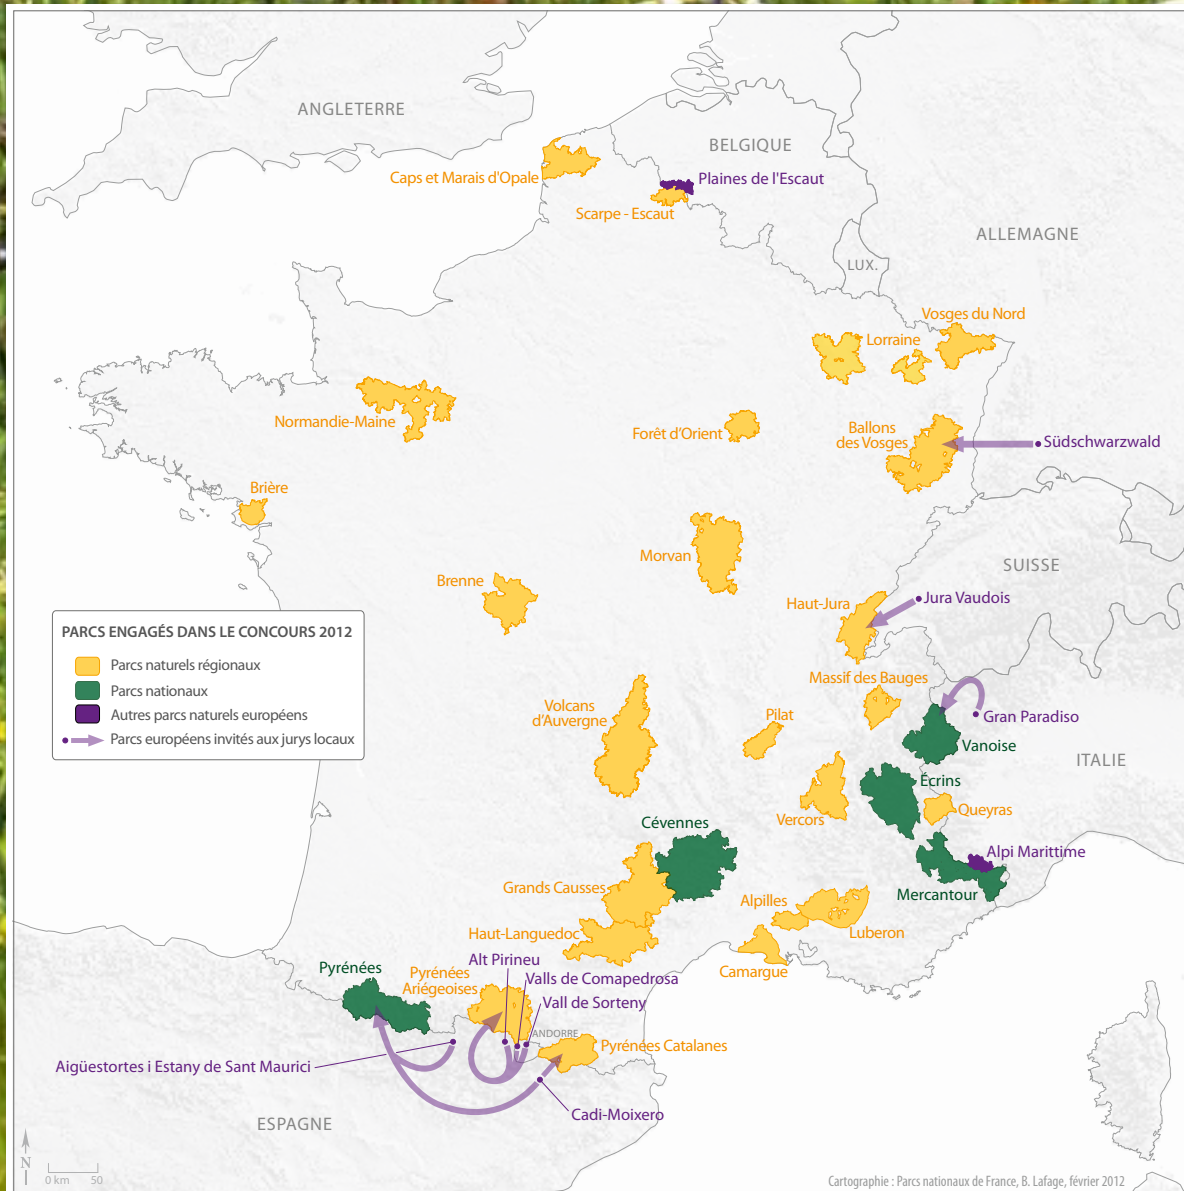 ANGLETERRE
BELGIQUE
Caps et Marais d'Opale
Plaines de l'Escaut
Scarpe - Escaut
ALLEMAGNE
LUX.
Vosges du Nord
Lorraine
Normandie-Maine
Forêt d'Orient
Ballons
des Vosges
Südschwarzwald
Brière
Morvan
Brenne
SUISSE
Haut-Jura
Jura Vaudois
PARCS ENGAGÉS DANS LE CONCOURS 2012
Parcs naturels régionaux
Parcs nationaux
Autres parcs naturels européens
Parcs européens invités aux jurys locaux
Massif des Bauges
Volcans
d'Auvergne
Pilat
Gran Paradiso
Vanoise
ITALIE
Écrins
Queyras
Vercors
Cévennes
Alpi Marittime
Mercantour
Grands Causses
Alpilles
Luberon
Haut-Languedoc
Camargue
Alt Pirineu
Pyrénées
Pyrénées
Ariégeoises
Valls de Comapedrosa
Vall de Sorteny
ANDORRE
Pyrénées Catalanes
Aigüestortes i Estany de Sant Maurici
Cadi-Moixero
ESPAGNE
N
0 km 50
Cartographie : Parcs nationaux de France, B. Lafage, février 2012